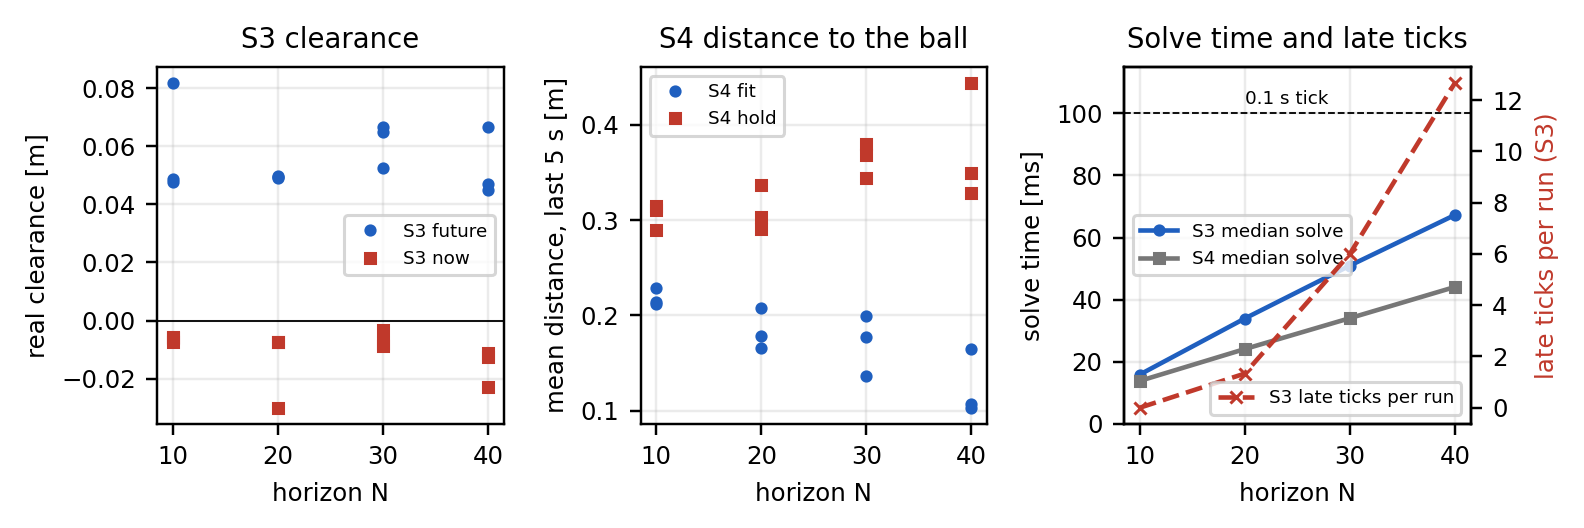 S3 clearance
real clearance [m]
0.08
0.06
0.04
0.02
0.00
−0.02
S3 future
S3 now
10 20 30 40
horizon N
S4 distance to the ball
mean distance, last 5 s [m]
0.4
0.3
0.2
0.1
S4 fit
S4 hold
10 20 30 40
horizon N
Solve time and late ticks
solve time [ms]
100
80
60
40
20
0
0.1 s tick
S3 median solve
S4 median solve
S3 late ticks per run
12
10
8
6
4
2
0
late ticks per run (S3)
10 20 30 40
horizon N